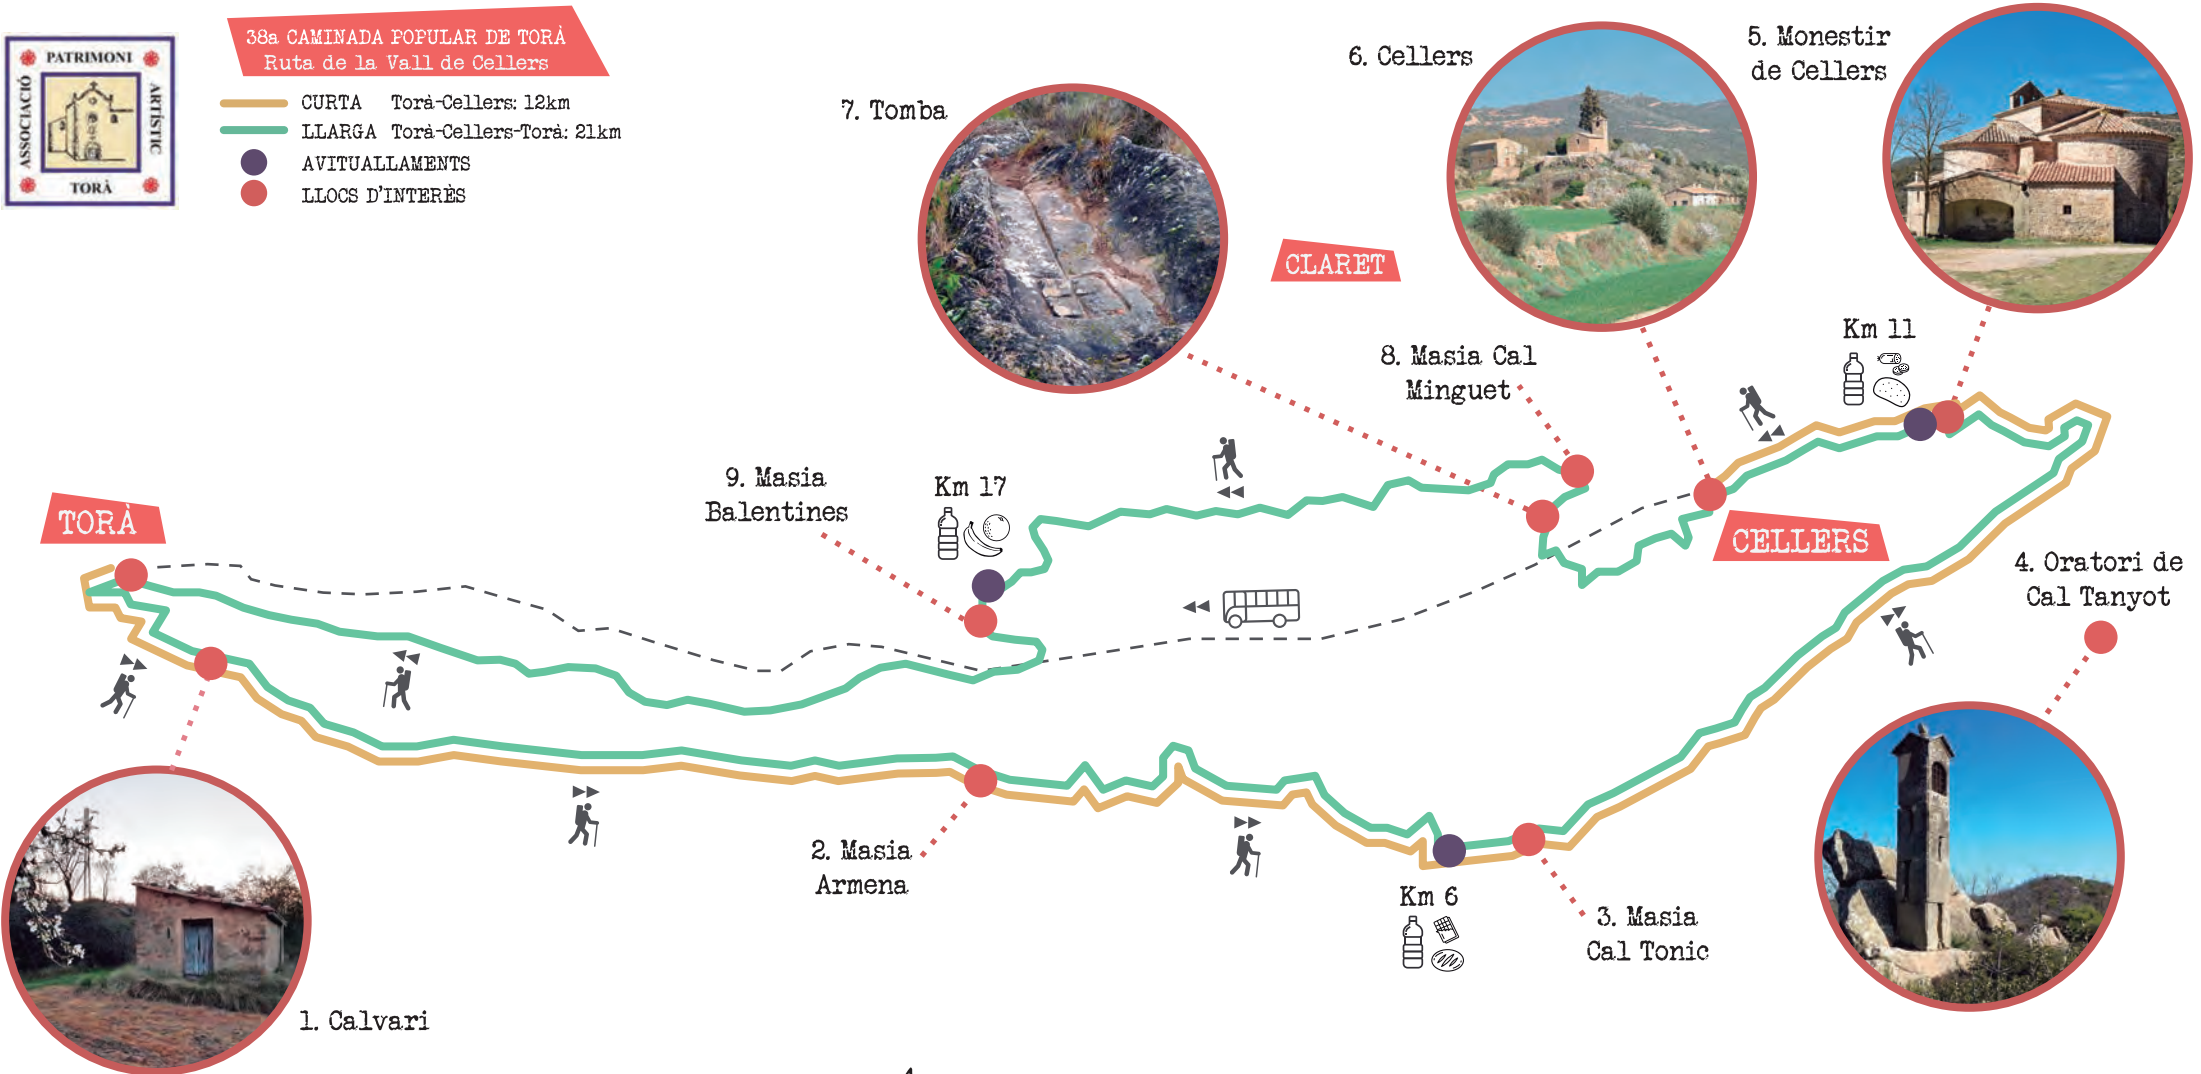 PATRIMONI
ASSOCIACIÓ
ARTÍSTIC
TORÀ
38a CAMINADA POPULAR DE TORÀ
Ruta de la Vall de Cellers
CURTA Torà-Cellers: 12km
LLARGA Torà-Cellers-Torà: 21km
AVITUALLAMENTS
LLOCS D'INTERÈS
7. Tomba
6. Cellers
5. Monestir
de Cellers
CLARET
Km 11
8. Masia Cal
Minguet
9. Masia
Balentines
Km 17
TORÀ
CELLERS
4. Oratori de
Cal Tanyot
2. Masia
Armena
Km 6
3. Masia
Cal Tonic
1. Calvari